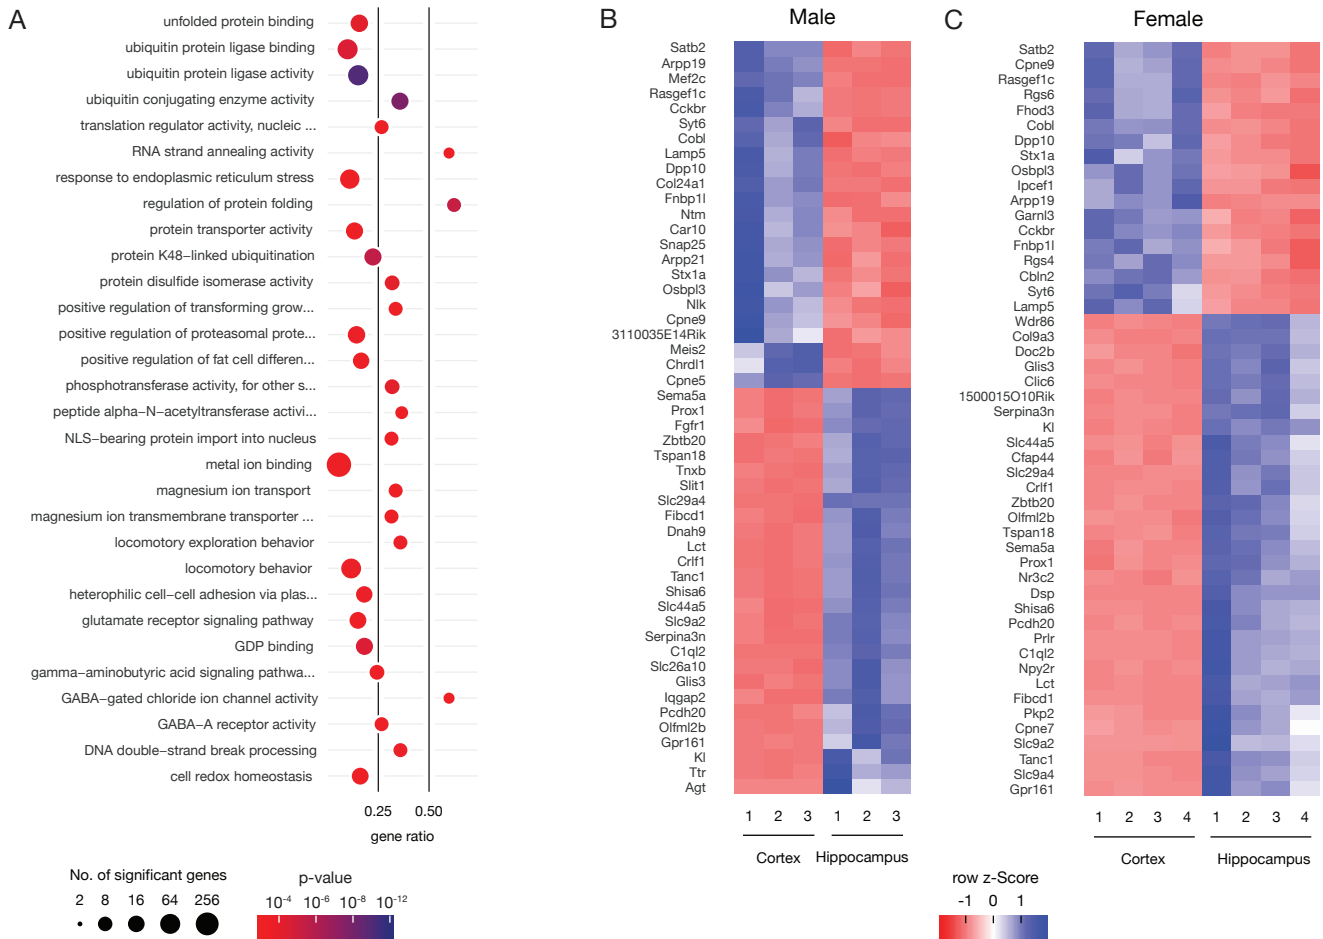 A
unfolded protein binding
ubiquitin protein ligase binding
ubiquitin protein ligase activity
ubiquitin conjugating enzyme activity
translation regulator activity, nucleic ...
RNA strand annealing activity
response to endoplasmic reticulum stress
regulation of protein folding
protein transporter activity
protein K48−linked ubiquitination
protein disulfide isomerase activity
positive regulation of transforming grow...
positive regulation of proteasomal prote...
positive regulation of fat cell differen...
phosphotransferase activity, for other s...
peptide alpha−N−acetyltransferase activi...
NLS−bearing protein import into nucleus
metal ion binding
magnesium ion transport
magnesium ion transmembrane transporter ...
locomotory exploration behavior
locomotory behavior
heterophilic cell−cell adhesion via plas...
glutamate receptor signaling pathway
GDP binding
gamma−aminobutyric acid signaling pathwa...
GABA−gated chloride ion channel activity
GABA−A receptor activity
DNA double−strand break processing
cell redox homeostasis
0.25 0.50
gene ratio
No. of significant genes
2 8 16 64 256
p-value
10-4 10-6 10-8 10-12
B
Male
Satb2
Arpp19
Mef2c
Rasgef1c
Cckbr
Syt6
Cobl
Lamp5
Dpp10
Col24a1
Fnbp1l
Ntm
Car10
Snap25
Arpp21
Stx1a
Osbpl3
Nlk
Cpne9
3110035E14Rik
Meis2
Chrdl1
Cpne5
Sema5a
Prox1
Fgfr1
Zbtb20
Tspan18
Tnxb
Slit1
Slc29a4
Fibcd1
Dnah9
Lct
Crlf1
Tanc1
Shisa6
Slc44a5
Slc9a2
Serpina3n
C1ql2
Slc26a10
Glis3
Iqgap2
Pcdh20
Olfml2b
Gpr161
Kl
Ttr
Agt
1 2 3 1 2 3
Cortex Hippocampus
C
Female
Satb2
Cpne9
Rasgef1c
Rgs6
Fhod3
Cobl
Dpp10
Stx1a
Osbpl3
Ipcef1
Arpp19
Garnl3
Cckbr
Fnbp1l
Rgs4
Cbln2
Syt6
Lamp5
Wdr86
Col9a3
Doc2b
Glis3
Clic6
1500015O10Rik
Serpina3n
Kl
Slc44a5
Cfap44
Slc29a4
Crlf1
Zbtb20
Olfml2b
Tspan18
Sema5a
Prox1
Nr3c2
Dsp
Shisa6
Pcdh20
Prlr
C1ql2
Npy2r
Lct
Fibcd1
Pkp2
Cpne7
Slc9a2
Tanc1
Slc9a4
Gpr161
1 2 3 4 1 2 3 4
Cortex Hippocampus
row z-Score
-1 0 1